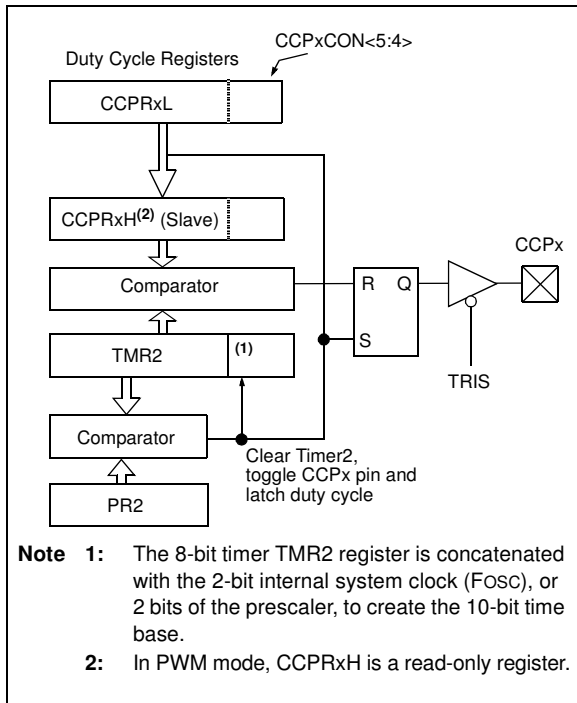 CCPxCON<5:4>
Duty Cycle Registers
CCPRxL
CCPRxH(2) (Slave)
CCPx
Comparator
R Q
S
TMR2 (1)
TRIS
Comparator
Clear Timer2,
toggle CCPx pin and
latch duty cycle
PR2
Note 1: The 8-bit timer TMR2 register is concatenated
with the 2-bit internal system clock (FOSC), or
2 bits of the prescaler, to create the 10-bit time
base.
2: In PWM mode, CCPRxH is a read-only register.